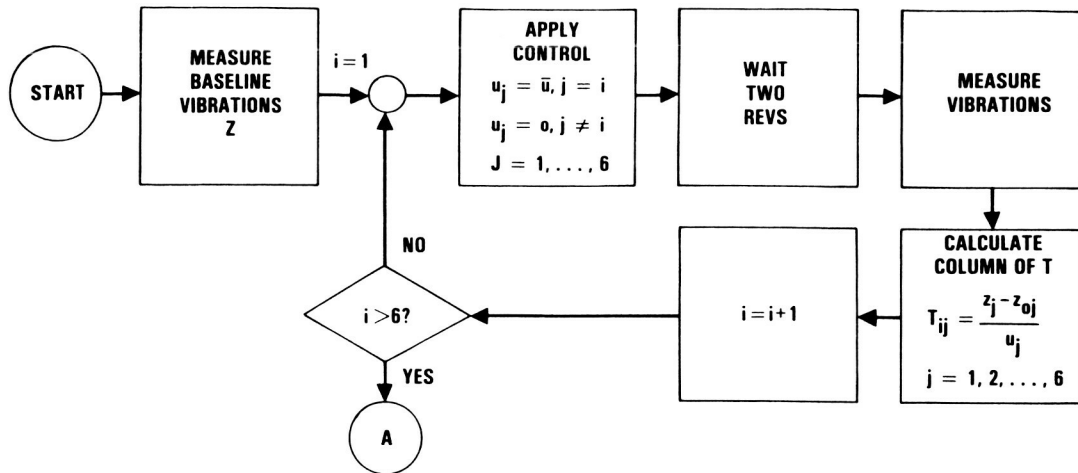 START
MEASURE
BASELINE
VIBRATIONS
Z
i = 1
APPLY
CONTROL
u_j = ū, j = i
u_j = o, j ≠ i
J = 1, . . . , 6
WAIT
TWO
REVS
MEASURE
VIBRATIONS
CALCULATE
COLUMN OF T
T_ij = (z_j − z_oj) / u_j
j = 1, 2, . . . , 6
i = i + 1
i > 6?
NO
YES
A